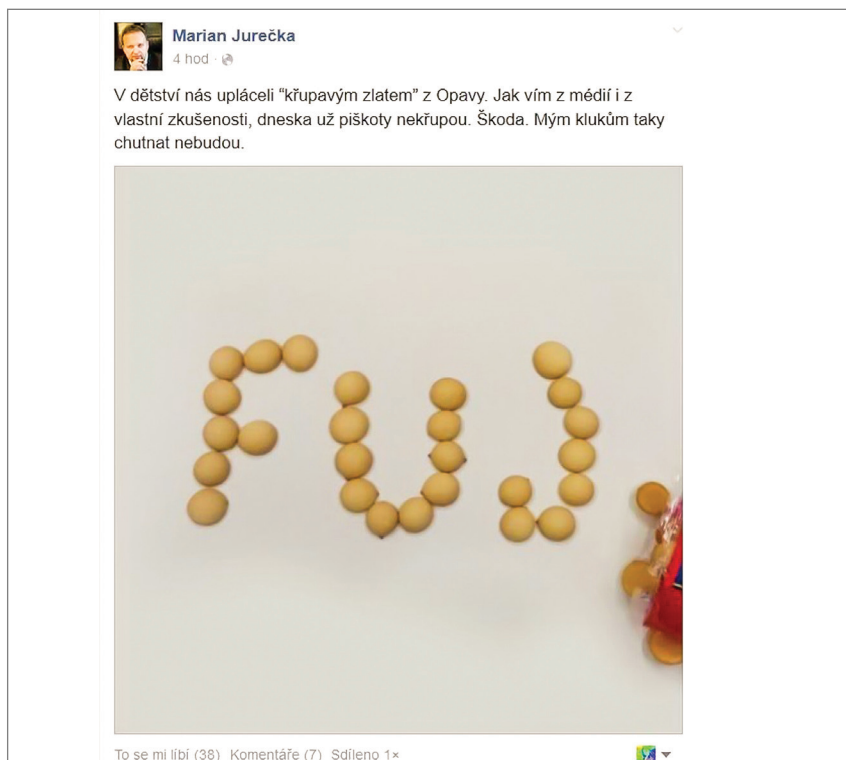 Marian Jurečka
4 hod ·
V dětství nás upláceli “křupavým zlatem” z Opavy. Jak vím z médií i z
vlastní zkušenosti, dneska už piškoty nekřupou. Škoda. Mým klukům taky
chutnat nebudou.
FUJ
To se mi líbí (38) Komentáře (7) Sdíleno 1×